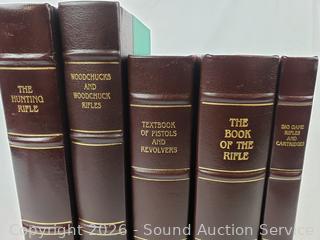 THE
HUNTING
RIFLE
WOODCHUCKS
AND
WOODCHUCK
RIFLES
TEXTBOOK
OF PISTOLS
AND
REVOLVERS
THE
BOOK
OF THE
RIFLE
BIG GAME
RIFLES
AND
CARTRIDGES
Copyright 2026 - Sound Auction Service